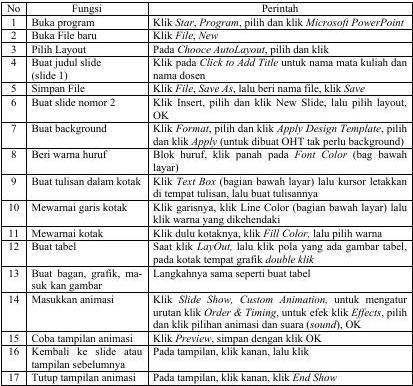 No Fungsi Perintah
1 Buka program Klik Star, Program, pilih dan klik Microsoft PowerPoint
2 Buka File baru Klik File, New
3 Pilih Layout Pada Chooce AutoLayout, pilih dan klik
4 Buat judul slide Klik pada Click to Add Title untuk nama mata kuliah dan
(slide 1) nama dosen
5 Simpan File Klik File, Save As, lalu beri nama file, klik Save
6 Buat slide nomor 2 Klik Insert, pilih dan klik New Slide, lalu pilih layout,
OK
7 Buat background Klik Format, pilih dan klik Apply Design Template, pilih
dan klik Apply (untuk dibuat OHT tak perlu background)
8 Beri warna huruf Blok huruf, klik panah pada Font Color (bag bawah
layar)
9 Buat tulisan dalam kotak Klik Text Box (bagian bawah layar) lalu kursor letakkan
di tempat tulisan, lalu buat tulisannya
10 Mewarnai garis kotak Klik garisnya, klik Line Color (bagian bawah layar) lalu
klik warna yang dikehendaki
11 Mewarnai kotak Klik dulu kotaknya, klik Fill Color, lalu pilih warna
12 Buat tabel Saat klik LayOut, lalu klik pola yang ada gambar tabel,
pada kotak tempat grafik double klik
13 Buat bagan, grafik, ma- Langkahnya sama seperti buat tabel
suk kan gambar
14 Masukkan animasi Klik Slide Show, Custom Animation, untuk mengatur
urutan klik Order & Timing, untuk efek klik Effects, pilih
dan klik pilihan animasi dan suara (sound), OK
15 Coba tampilan animasi Klik Preview, simpan dengan klik OK
16 Kembali ke slide atau Pada tampilan, klik kanan, lalu klik
tampilan sebelumnya
17 Tutup tampilan animasi Pada tampilan, klik kanan, klik End Show